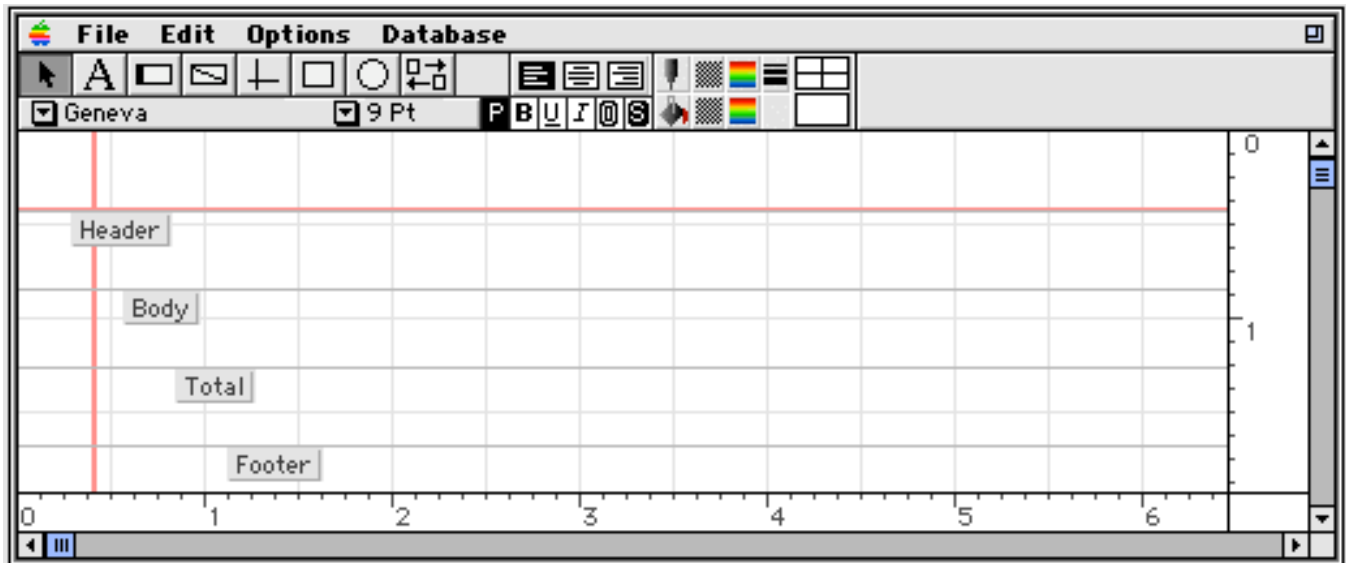 File Edit Options Database
A
Geneva 9 Pt P B U I O S
0
Header
Body
1
Total
Footer
0 1 2 3 4 5 6